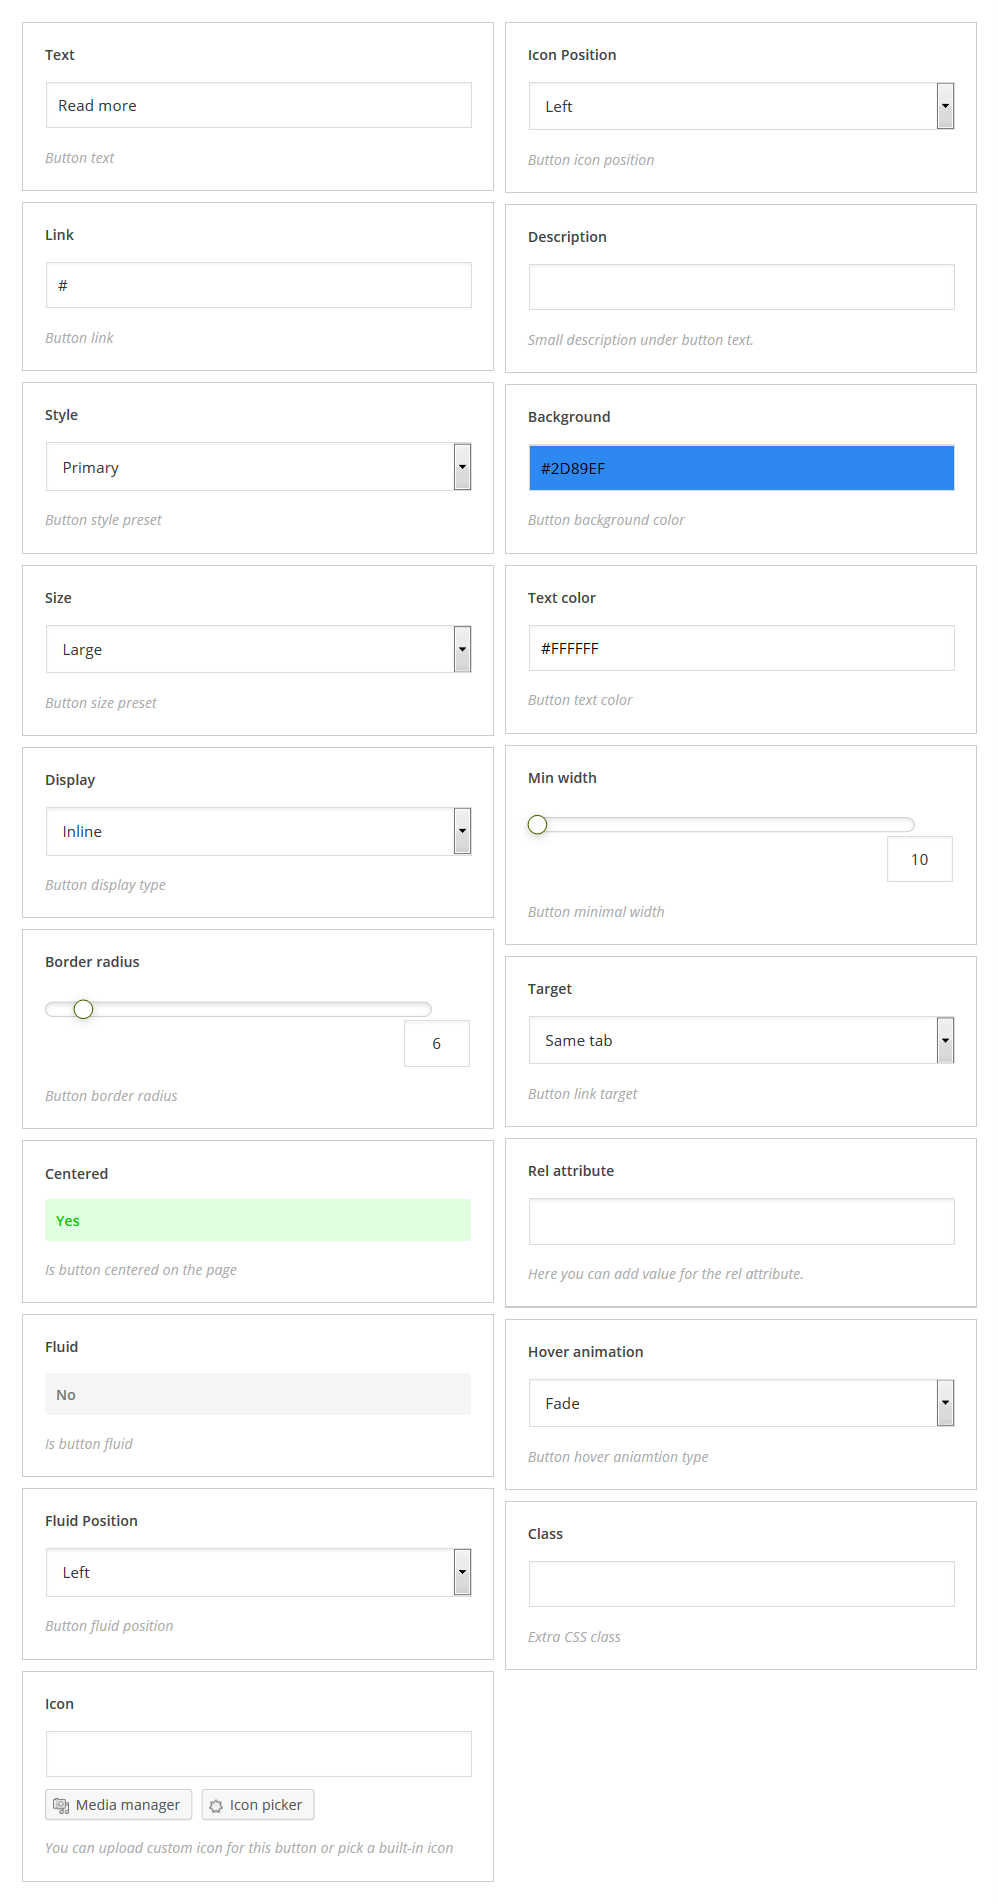 Text
Read more
Button text
Link
#
Button link
Style
Primary
Button style preset
Size
Large
Button size preset
Display
Inline
Button display type
Border radius
6
Button border radius
Centered
Yes
Is button centered on the page
Fluid
No
Is button fluid
Fluid Position
Left
Button fluid position
Icon
Media manager
Icon picker
You can upload custom icon for this button or pick a built-in icon
Icon Position
Left
Button icon position
Description
Small description under button text.
Background
#2D89EF
Button background color
Text color
#FFFFFF
Button text color
Min width
10
Button minimal width
Target
Same tab
Button link target
Rel attribute
Here you can add value for the rel attribute.
Hover animation
Fade
Button hover aniamtion type
Class
Extra CSS class